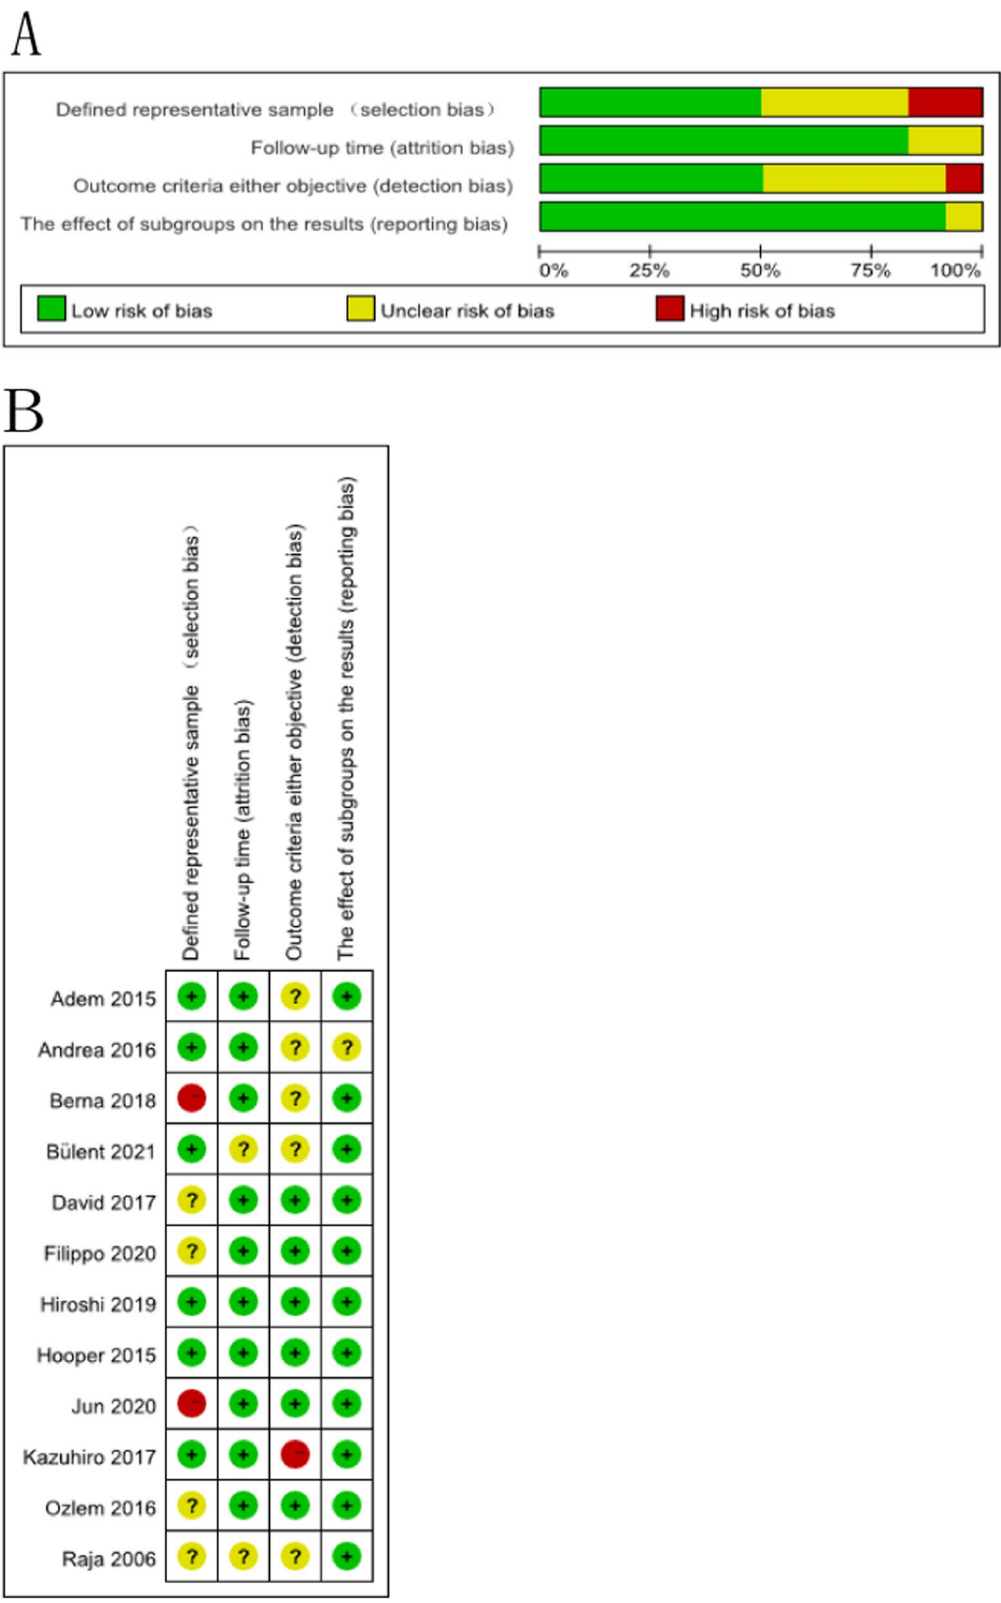 A
Defined representative sample （selection bias）
Follow-up time (attrition bias)
Outcome criteria either objective (detection bias)
The effect of subgroups on the results (reporting bias)
0% 25% 50% 75% 100%
Low risk of bias Unclear risk of bias High risk of bias
B
Defined representative sample （selection bias）
Follow-up time (attrition bias)
Outcome criteria either objective (detection bias)
The effect of subgroups on the results (reporting bias)
Adem 2015 + + ? +
Andrea 2016 + + ? ?
Berna 2018 - + ? +
Bülent 2021 + ? ? +
David 2017 ? + + +
Filippo 2020 ? + + +
Hiroshi 2019 + + + +
Hooper 2015 + + + +
Jun 2020 - + + +
Kazuhiro 2017 + + - +
Ozlem 2016 ? + + +
Raja 2006 ? ? ? +